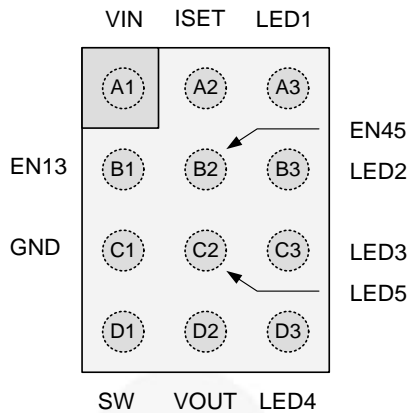 VIN ISET LED1
A1 A2 A3
EN45
EN13 B1 B2 B3 LED2
GND C1 C2 C3 LED3
LED5
D1 D2 D3
SW VOUT LED4